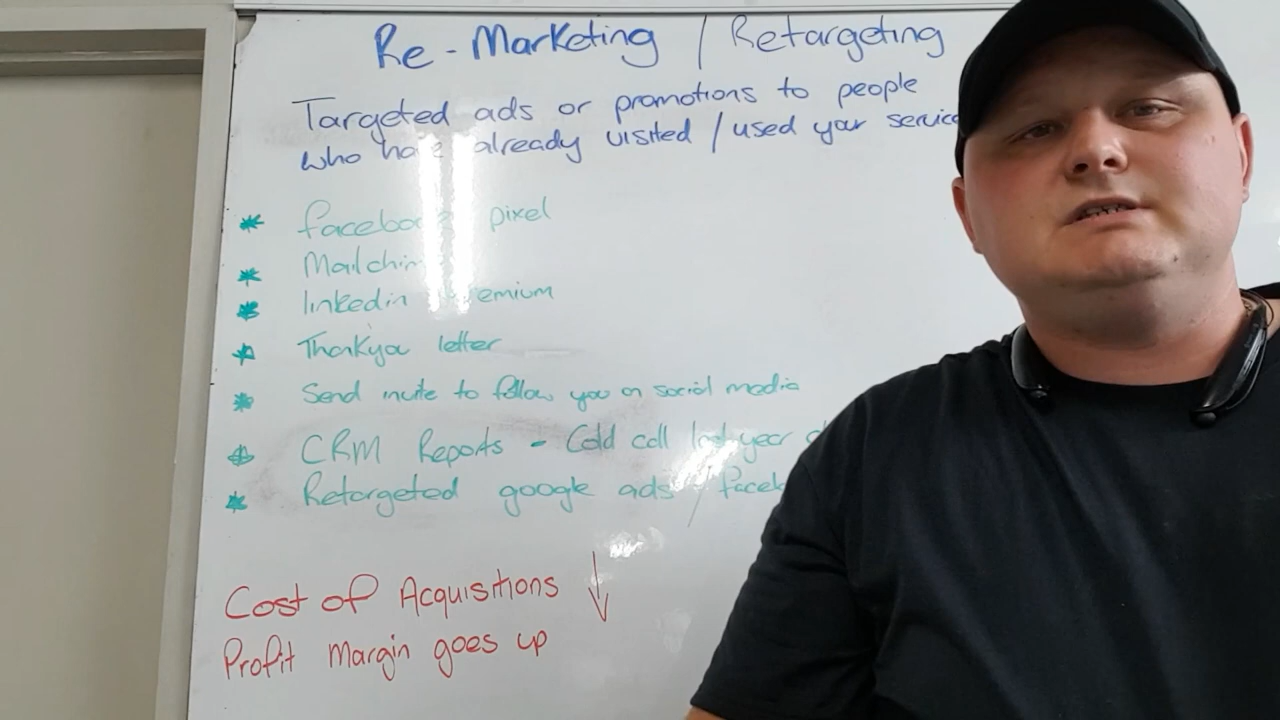 Re-Marketing / Retargeting
Targeted ads or promotions to people
who have already visited / used your service
* facebook pixel
* Mailchim
* linkedin Premium
* Thankyou letter
* Send invite to follow you on social media
* CRM Reports - Cold call last year
* Retargeted google ads / faceb
Cost of Acquisitions ↓
Profit Margin goes up